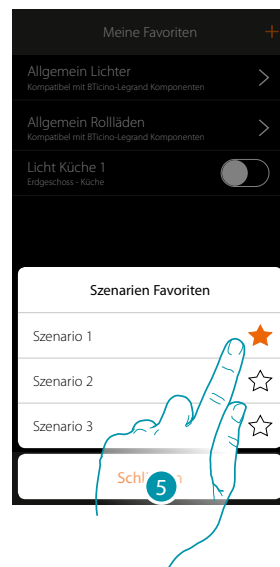 Meine Favoriten +
Allgemein Lichter
Kompatibel mit BTicino-Legrand Komponenten
Allgemein Rollläden
Kompatibel mit BTicino-Legrand Komponenten
Licht Küche 1
Erdgeschoss - Küche
Szenarien Favoriten
Szenario 1
Szenario 2
Szenario 3
5